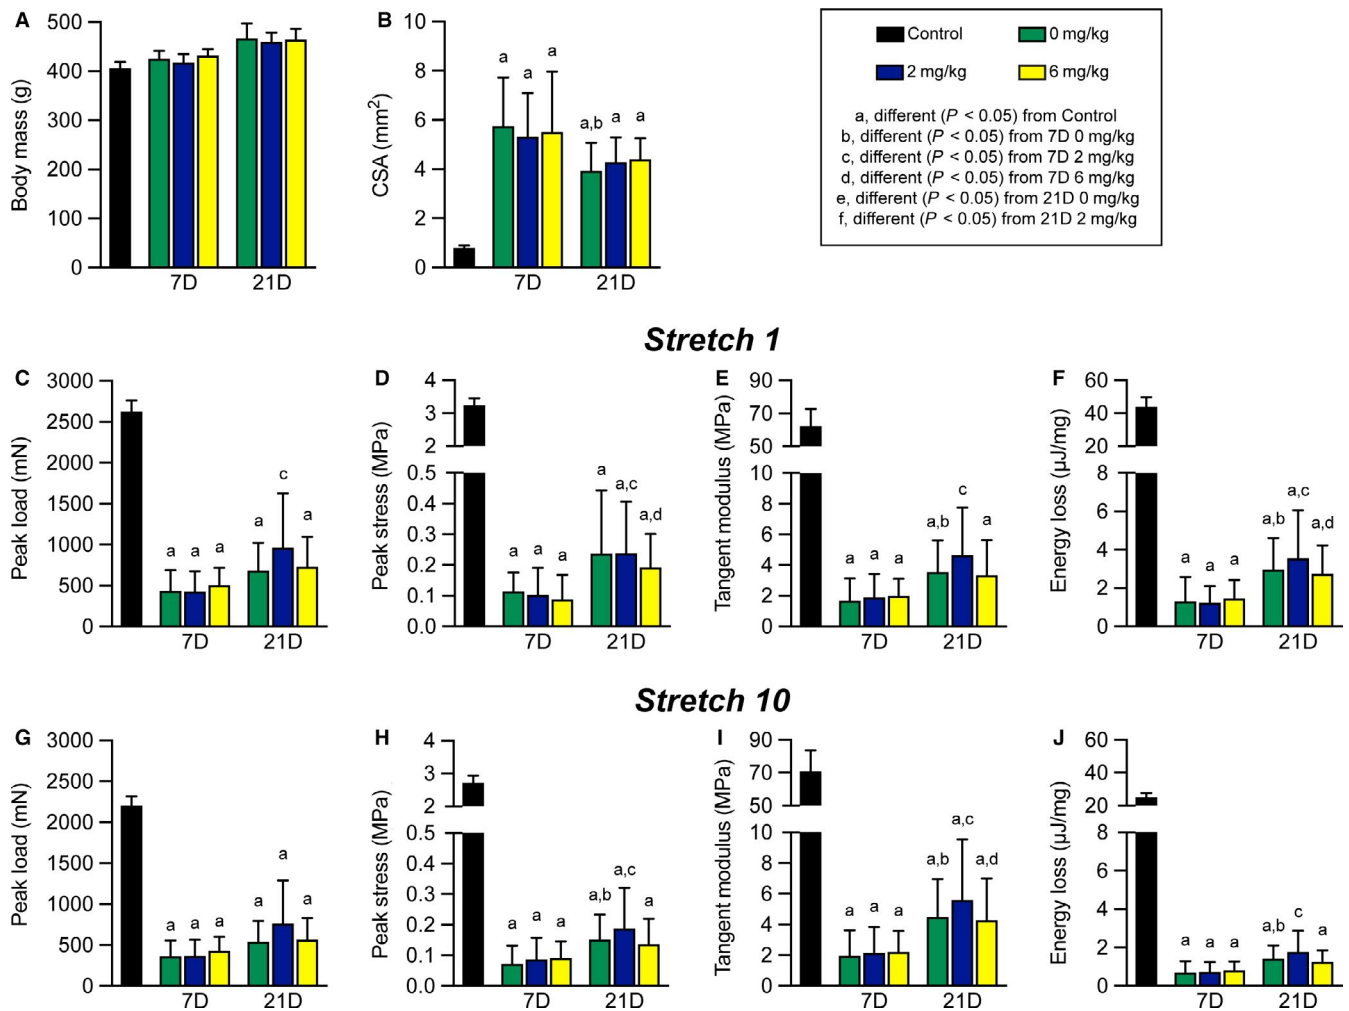 A
Body mass (g)
500
400
300
200
100
0
7D
21D
B
CSA (mm²)
10
8
6
4
2
0
a
a
a
a,b
a
a
7D
21D
Control
0 mg/kg
2 mg/kg
6 mg/kg
a, different (P < 0.05) from Control
b, different (P < 0.05) from 7D 0 mg/kg
c, different (P < 0.05) from 7D 2 mg/kg
d, different (P < 0.05) from 7D 6 mg/kg
e, different (P < 0.05) from 21D 0 mg/kg
f, different (P < 0.05) from 21D 2 mg/kg
Stretch 1
C
Peak load (mN)
3000
2500
2000
1500
1000
500
0
a
a
a
a
c
a
7D
21D
D
Peak stress (MPa)
4
3
2
0.5
0.4
0.3
0.2
0.1
0.0
a
a
a
a
a,c
a,d
7D
21D
E
Tangent modulus (MPa)
90
70
50
10
8
6
4
2
0
a
a
a
a,b
c
a
7D
21D
F
Energy loss (µJ/mg)
60
40
20
8
6
4
2
0
a
a
a
a,b
a,c
a,d
7D
21D
Stretch 10
G
Peak load (mN)
3000
2500
2000
1500
1000
500
0
a
a
a
a
a
a
7D
21D
H
Peak stress (MPa)
4
3
2
0.5
0.4
0.3
0.2
0.1
0.0
a
a
a
a,b
a,c
a
7D
21D
I
Tangent modulus (MPa)
90
70
50
10
8
6
4
2
0
a
a
a
a,b
a,c
a,d
7D
21D
J
Energy loss (µJ/mg)
60
40
20
8
6
4
2
0
a
a
a
a,b
c
a
7D
21D